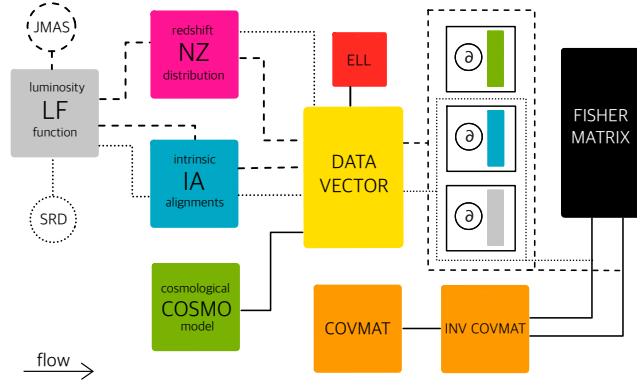 JMAS
luminosity
LF
function
SRD
redshift
NZ
distribution
intrinsic
IA
alignments
cosmological
COSMO
model
ELL
DATA
VECTOR
∂
∂
∂
FISHER
MATRIX
COVMAT
INV COVMAT
flow